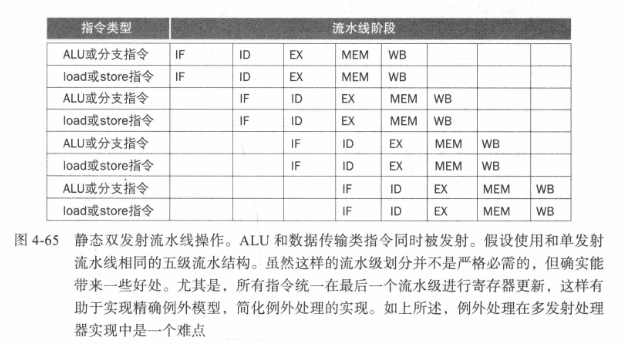 指令类型 流水线阶段
ALU或分支指令 IF ID EX MEM WB
load或store指令 IF ID EX MEM WB
ALU或分支指令 IF ID EX MEM WB
load或store指令 IF ID EX MEM WB
ALU或分支指令 IF ID EX MEM WB
load或store指令 IF ID EX MEM WB
ALU或分支指令 IF ID EX MEM WB
load或store指令 IF ID EX MEM WB
图 4-65 静态双发射流水线操作。ALU 和数据传输类指令同时被发射。假设使用和单发射
流水线相同的五级流水结构。虽然这样的流水级划分并不是严格必需的，但确实能
带来一些好处。尤其是，所有指令统一在最后一个流水级进行寄存器更新，这样有
助于实现精确例外模型，简化例外处理的实现。如上所述，例外处理在多发射处理
器实现中是一个难点